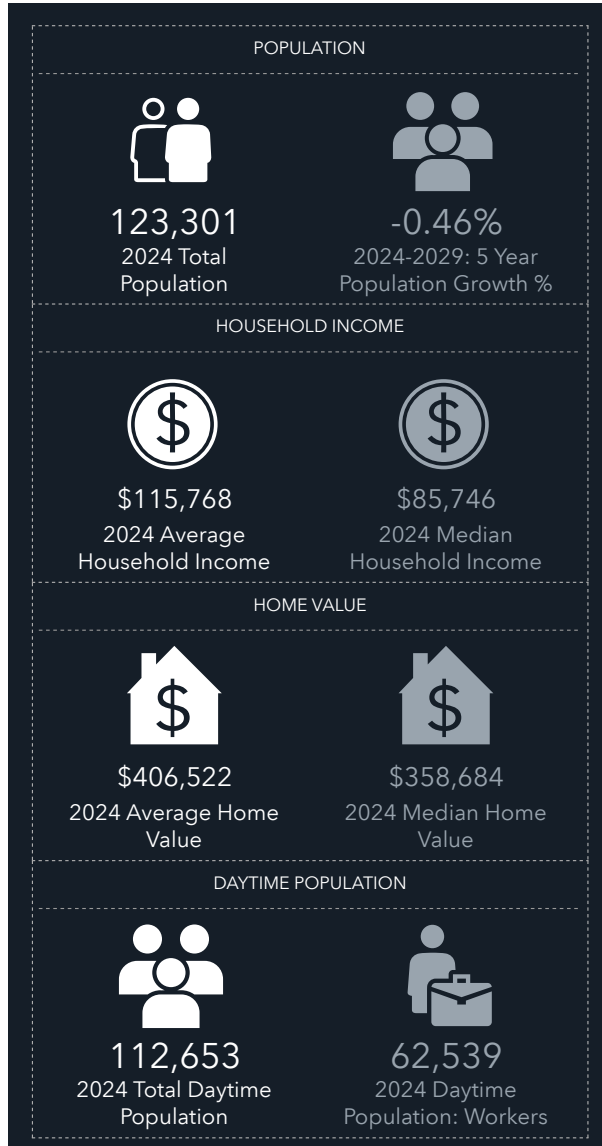 POPULATION
123,301
2024 Total
Population
-0.46%
2024-2029: 5 Year
Population Growth %
HOUSEHOLD INCOME
$
$115,768
2024 Average
Household Income
$
$85,746
2024 Median
Household Income
HOME VALUE
$
$406,522
2024 Average Home
Value
$
$358,684
2024 Median Home
Value
DAYTIME POPULATION
112,653
2024 Total Daytime
Population
62,539
2024 Daytime
Population: Workers